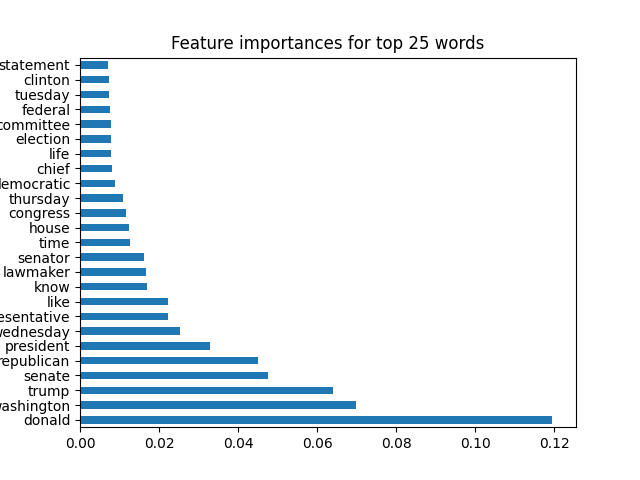 Feature importances for top 25 words
statement
clinton
tuesday
federal
committee
election
life
chief
democratic
thursday
congress
house
time
senator
lawmaker
know
like
esentative
wednesday
president
republican
senate
trump
washington
donald
0.00 0.02 0.04 0.06 0.08 0.10 0.12